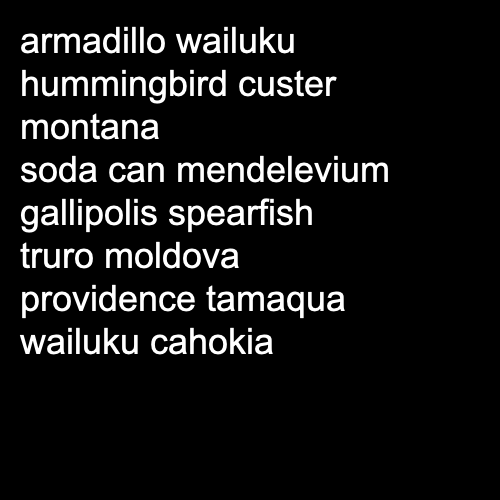 armadillo wailuku
hummingbird custer
montana
soda can mendelevium
gallipolis spearfish
truro moldova
providence tamaqua
wailuku cahokia